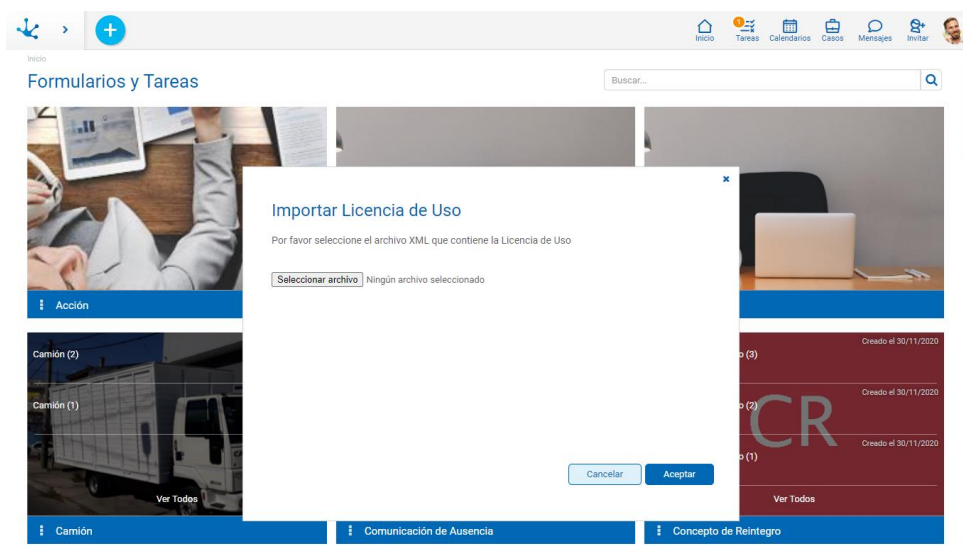 1
Inicio Tareas Calendarios Casos Mensajes Invitar
Inicio
Formularios y Tareas
Buscar...
Importar Licencia de Uso
Por favor seleccione el archivo XML que contiene la Licencia de Uso
Seleccionar archivo Ningún archivo seleccionado
Acción
Camión (2)
Creado el 30/11/2020
o (3)
Camión (1)
Creado el 30/11/2020
o (2)
CR
Creado el 30/11/2020
o (1)
Cancelar Aceptar
Ver Todos
Ver Todos
Camión
Comunicación de Ausencia
Concepto de Reintegro